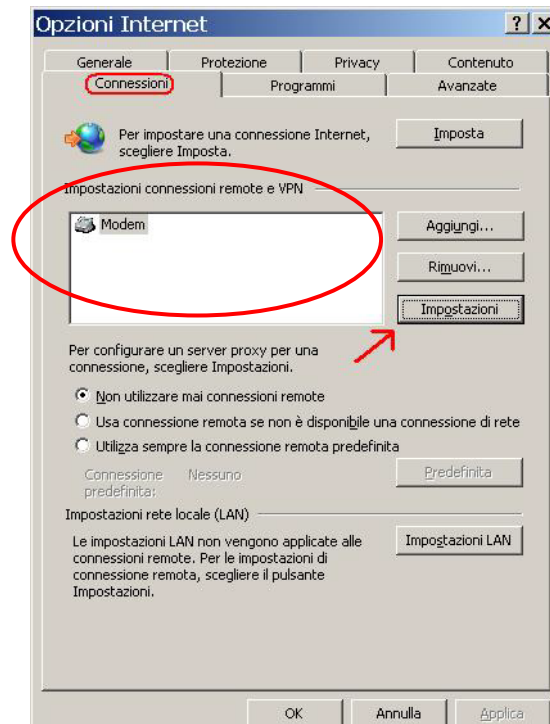 Opzioni Internet
? X
Generale Protezione Privacy Contenuto
Connessioni Programmi Avanzate
Per impostare una connessione Internet,
scegliere Imposta.
Imposta
Impostazioni connessioni remote e VPN
Modem
Aggiungi...
Rimuovi...
Impostazioni
Per configurare un server proxy per una
connessione, scegliere Impostazioni.
Non utilizzare mai connessioni remote
Usa connessione remota se non è disponibile una connessione di rete
Utilizza sempre la connessione remota predefinita
Connessione Nessuno
predefinita:
Predefinita
Impostazioni rete locale (LAN)
Le impostazioni LAN non vengono applicate alle
connessioni remote. Per le impostazioni di
connessione remota, scegliere il pulsante
Impostazioni.
Impostazioni LAN
OK Annulla Applica